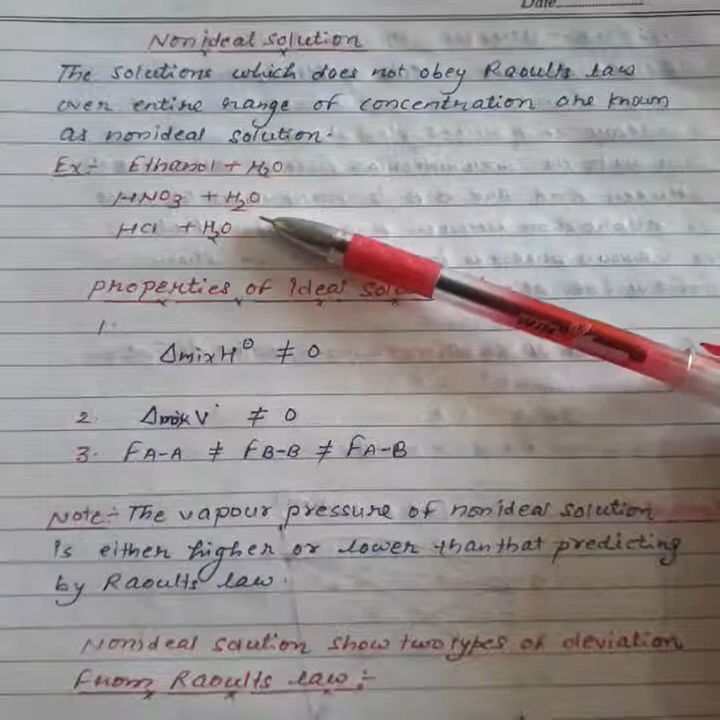 Date
Nonideal solution
The solutions which does not obey Raoults law
over entire range of concentration are known
as nonideal solution.
Ex:- Ethanol + H2O
HNO3 + H2O
HCl + H2O
properties of Ideal
1.
ΔmixH° ≠ 0
2. ΔmixV ≠ 0
3. FA-A ≠ FB-B ≠ FA-B
Note:- The vapour pressure of nonideal solution
is either higher or lower than that predicting
by Raoults law.
Nonideal solution show two types of deviation
From Raoults law:-